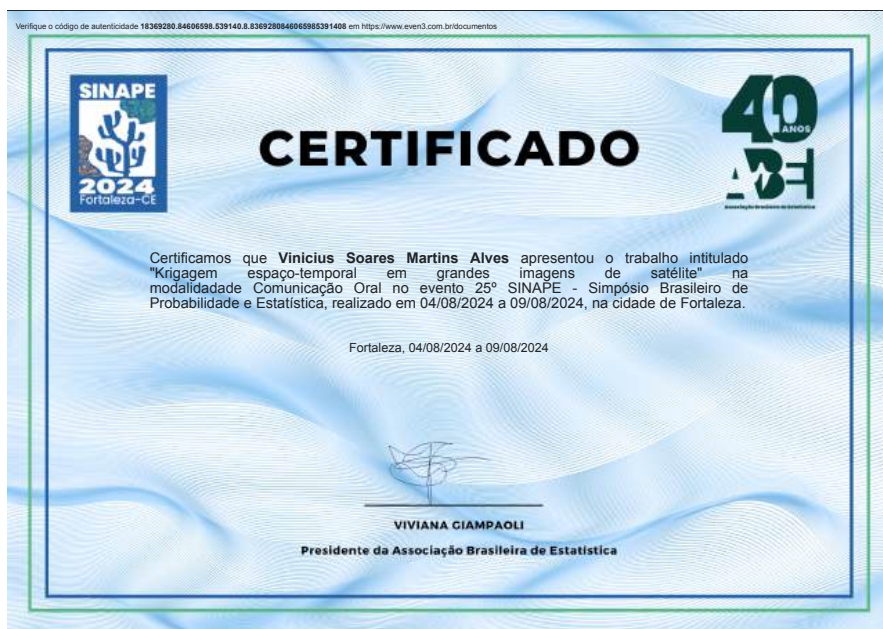 Verifique o código de autenticidade 18369280.84606598.539140.8.8369280846065985391408 em https://www.even3.com.br/documentos
SINAPE
2024
Fortaleza-CE
CERTIFICADO
40
ANOS
ABE
Associação Brasileira de Estatística
Certificamos que Vinicius Soares Martins Alves apresentou o trabalho intitulado
"Krigagem espaço-temporal em grandes imagens de satélite" na
modalidadade Comunicação Oral no evento 25º SINAPE - Simpósio Brasileiro de
Probabilidade e Estatística, realizado em 04/08/2024 a 09/08/2024, na cidade de Fortaleza.
Fortaleza, 04/08/2024 a 09/08/2024
VIVIANA GIAMPAOLI
Presidente da Associação Brasileira de Estatística